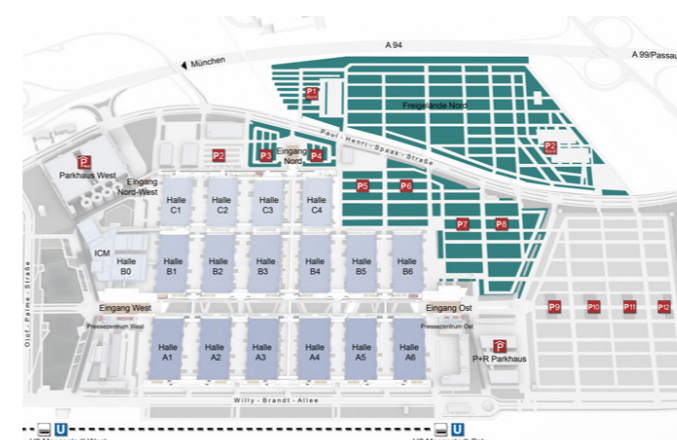 A 94
A 99/Passau
München
P1
Freigelände Nord
Paul-Henri-Spaak-Straße
P2
P2
P3
Eingang
Nord
P4
Parkhaus West
Eingang
Nord-West
P5
P6
Halle
C1
Halle
C2
Halle
C3
Halle
C4
P7
P8
ICM
Halle
B0
Halle
B1
Halle
B2
Halle
B3
Halle
B4
Halle
B5
Halle
B6
Olof-Palme-Straße
Eingang West
Eingang Ost
P9
P10
P11
P12
Pressezentrum West
Pressezentrum Ost
Halle
A1
Halle
A2
Halle
A3
Halle
A4
Halle
A5
Halle
A6
P
P+R Parkhaus
Willy-Brandt-Allee
U
U